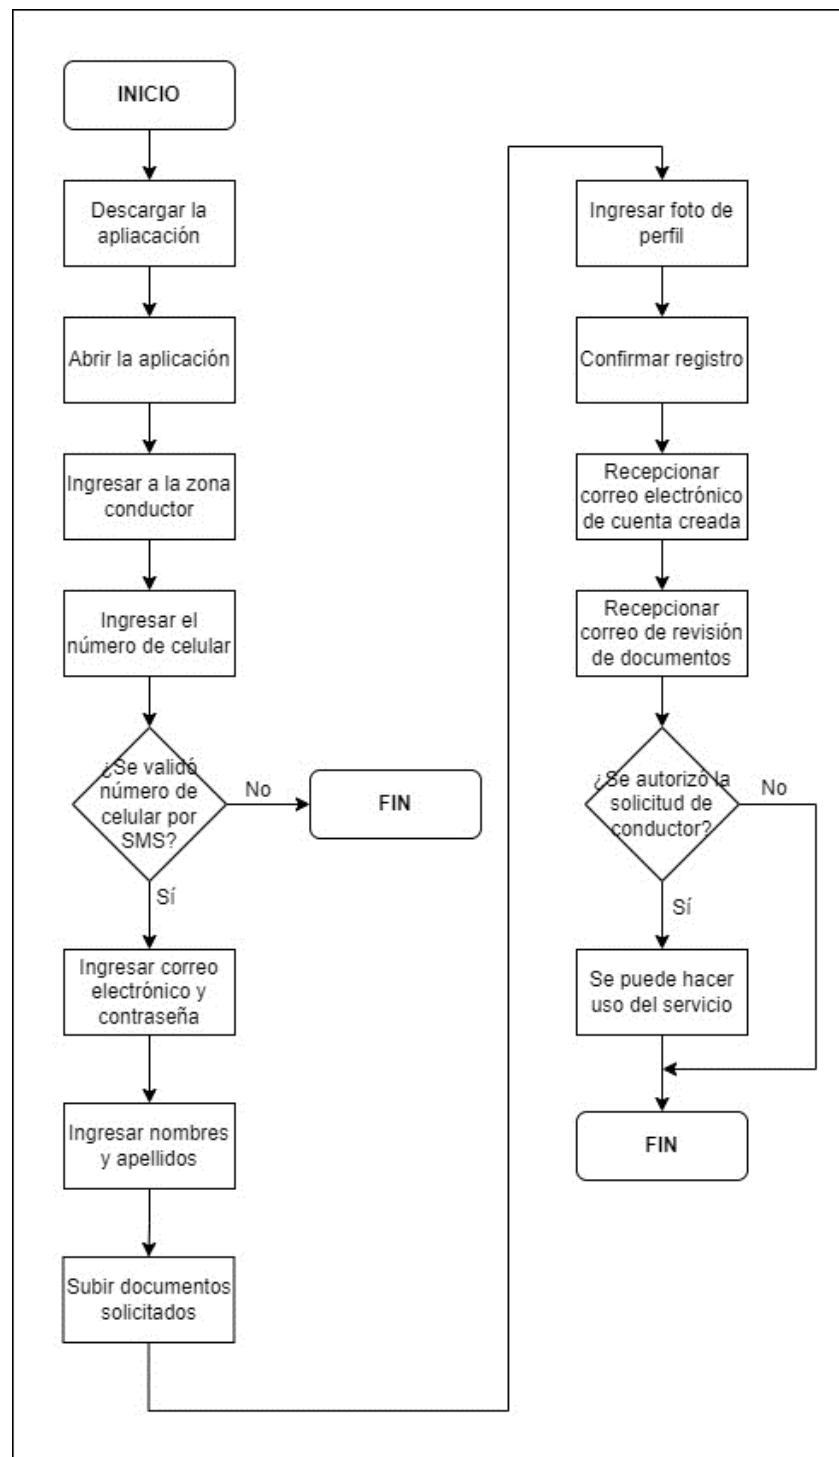 INICIO
Descargar la
apliacación
Abrir la aplicación
Ingresar a la zona
conductor
Ingresar el
número de celular
¿Se validó
número de
celular por
SMS?
No
FIN
Sí
Ingresar correo
electrónico y
contraseña
Ingresar nombres
y apellidos
Subir documentos
solicitados
Ingresar foto de
perfil
Confirmar registro
Recepcionar
correo electrónico
de cuenta creada
Recepcionar
correo de revisión
de documentos
¿Se autorizó la
solicitud de
conductor?
No
Sí
Se puede hacer
uso del servicio
FIN